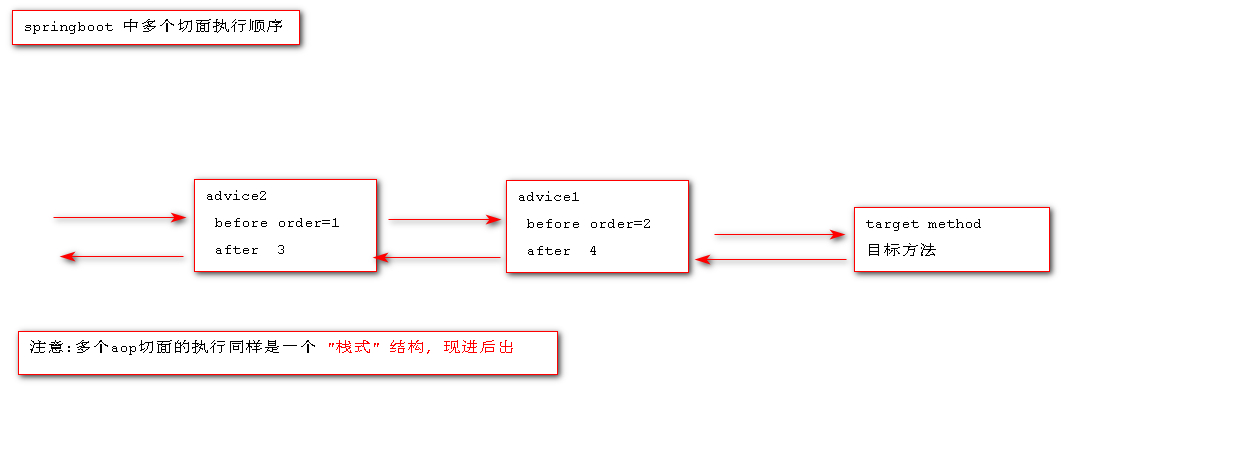 springboot 中多个切面执行顺序
advice2
before order=1
after 3
advice1
before order=2
after 4
target method
目标方法
注意:多个aop切面的执行同样是一个 "栈式" 结构, 现进后出